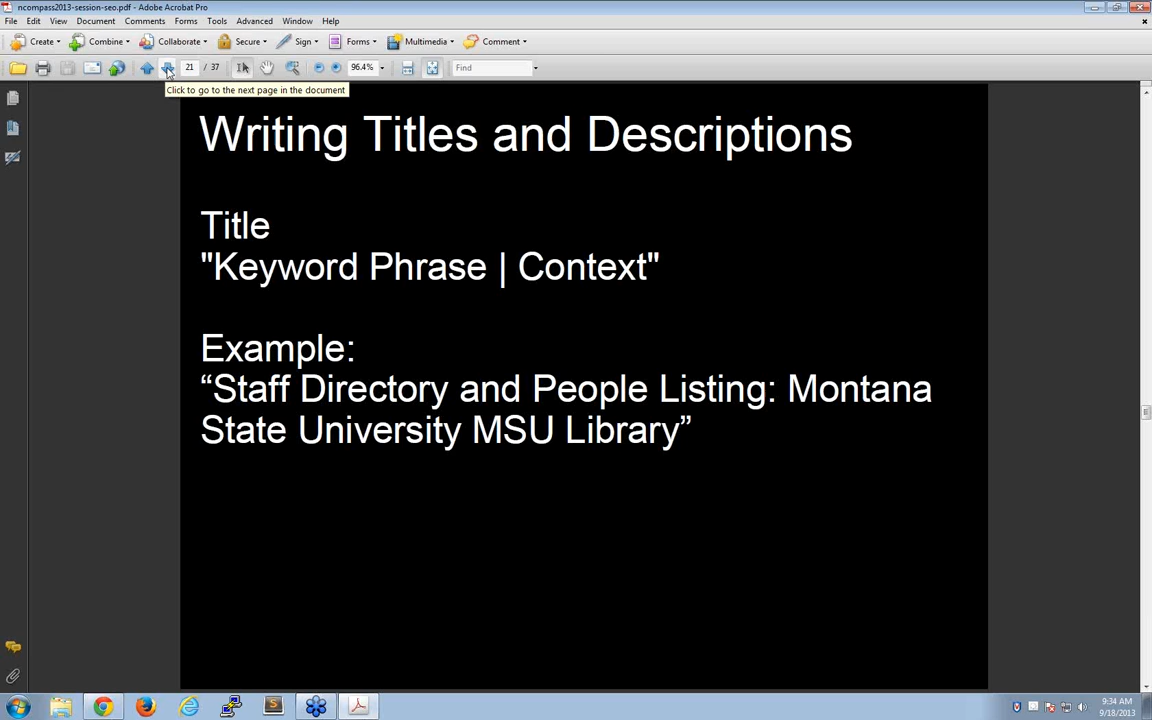 ncompass2013-session-seo.pdf - Adobe Acrobat Pro
File Edit View Document Comments Forms Tools Advanced Window Help
Create Combine Collaborate Secure Sign Forms Multimedia Comment
21 / 37 96.4% Find
Click to go to the next page in the document
Writing Titles and Descriptions
Title
"Keyword Phrase | Context"
Example:
“Staff Directory and People Listing: Montana
State University MSU Library”
9:34 AM
9/18/2013